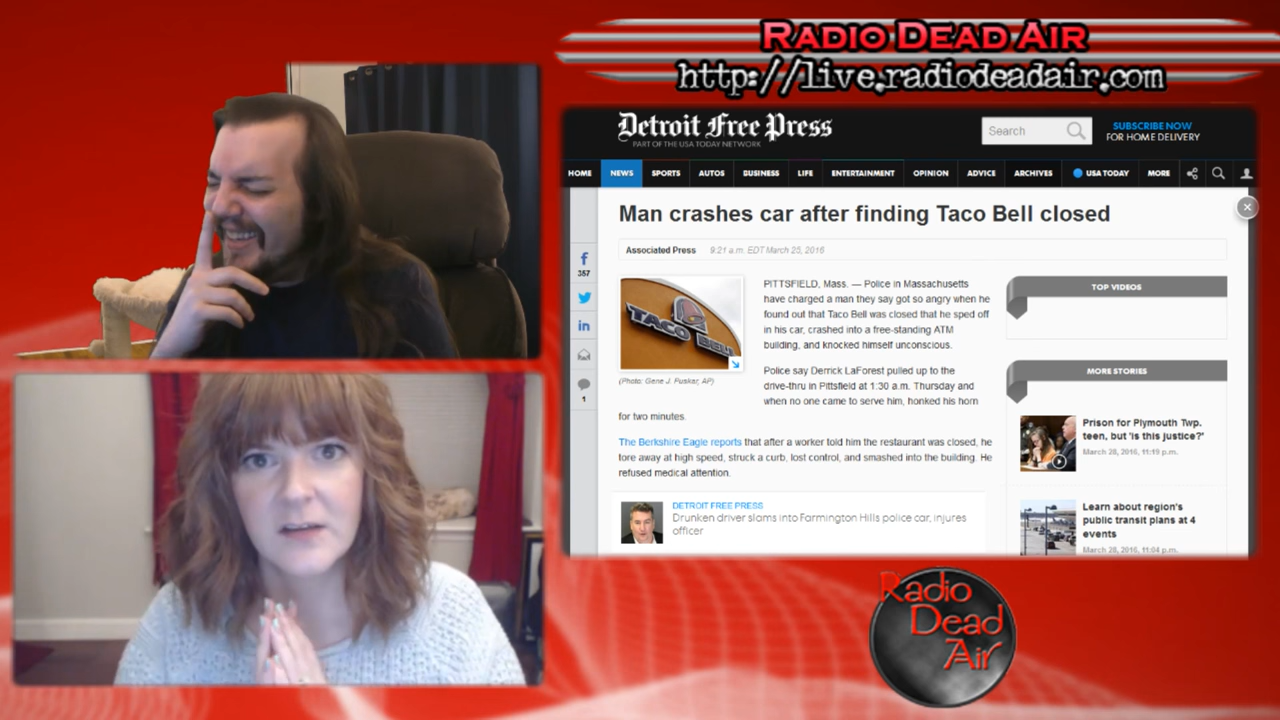 RADIO DEAD AIR
http://live.radiodeadair.com
Detroit Free Press
PART OF THE USA TODAY NETWORK
Search
SUBSCRIBE NOW
FOR HOME DELIVERY
HOME NEWS SPORTS AUTOS BUSINESS LIFE ENTERTAINMENT OPINION ADVICE ARCHIVES USA TODAY MORE
Man crashes car after finding Taco Bell closed
Associated Press 9:21 a.m. EDT March 25, 2016
357
1
TACO BELL
(Photo: Gene J. Puskar, AP)
PITTSFIELD, Mass. — Police in Massachusetts
have charged a man they say got so angry when he
found out that Taco Bell was closed that he sped off
in his car, crashed into a free-standing ATM
building, and knocked himself unconscious.
Police say Derrick LaForest pulled up to the
drive-thru in Pittsfield at 1:30 a.m. Thursday and
when no one came to serve him, honked his horn
for two minutes.
The Berkshire Eagle reports that after a worker told him the restaurant was closed, he
tore away at high speed, struck a curb, lost control, and smashed into the building. He
refused medical attention.
DETROIT FREE PRESS
Drunken driver slams into Farmington Hills police car, injures
officer
TOP VIDEOS
MORE STORIES
Prison for Plymouth Twp.
teen, but 'is this justice?'
March 28, 2016, 11:19 p.m.
Learn about region's
public transit plans at 4
events
March 28, 2016, 11:04 p.m.
Radio
Dead
Air